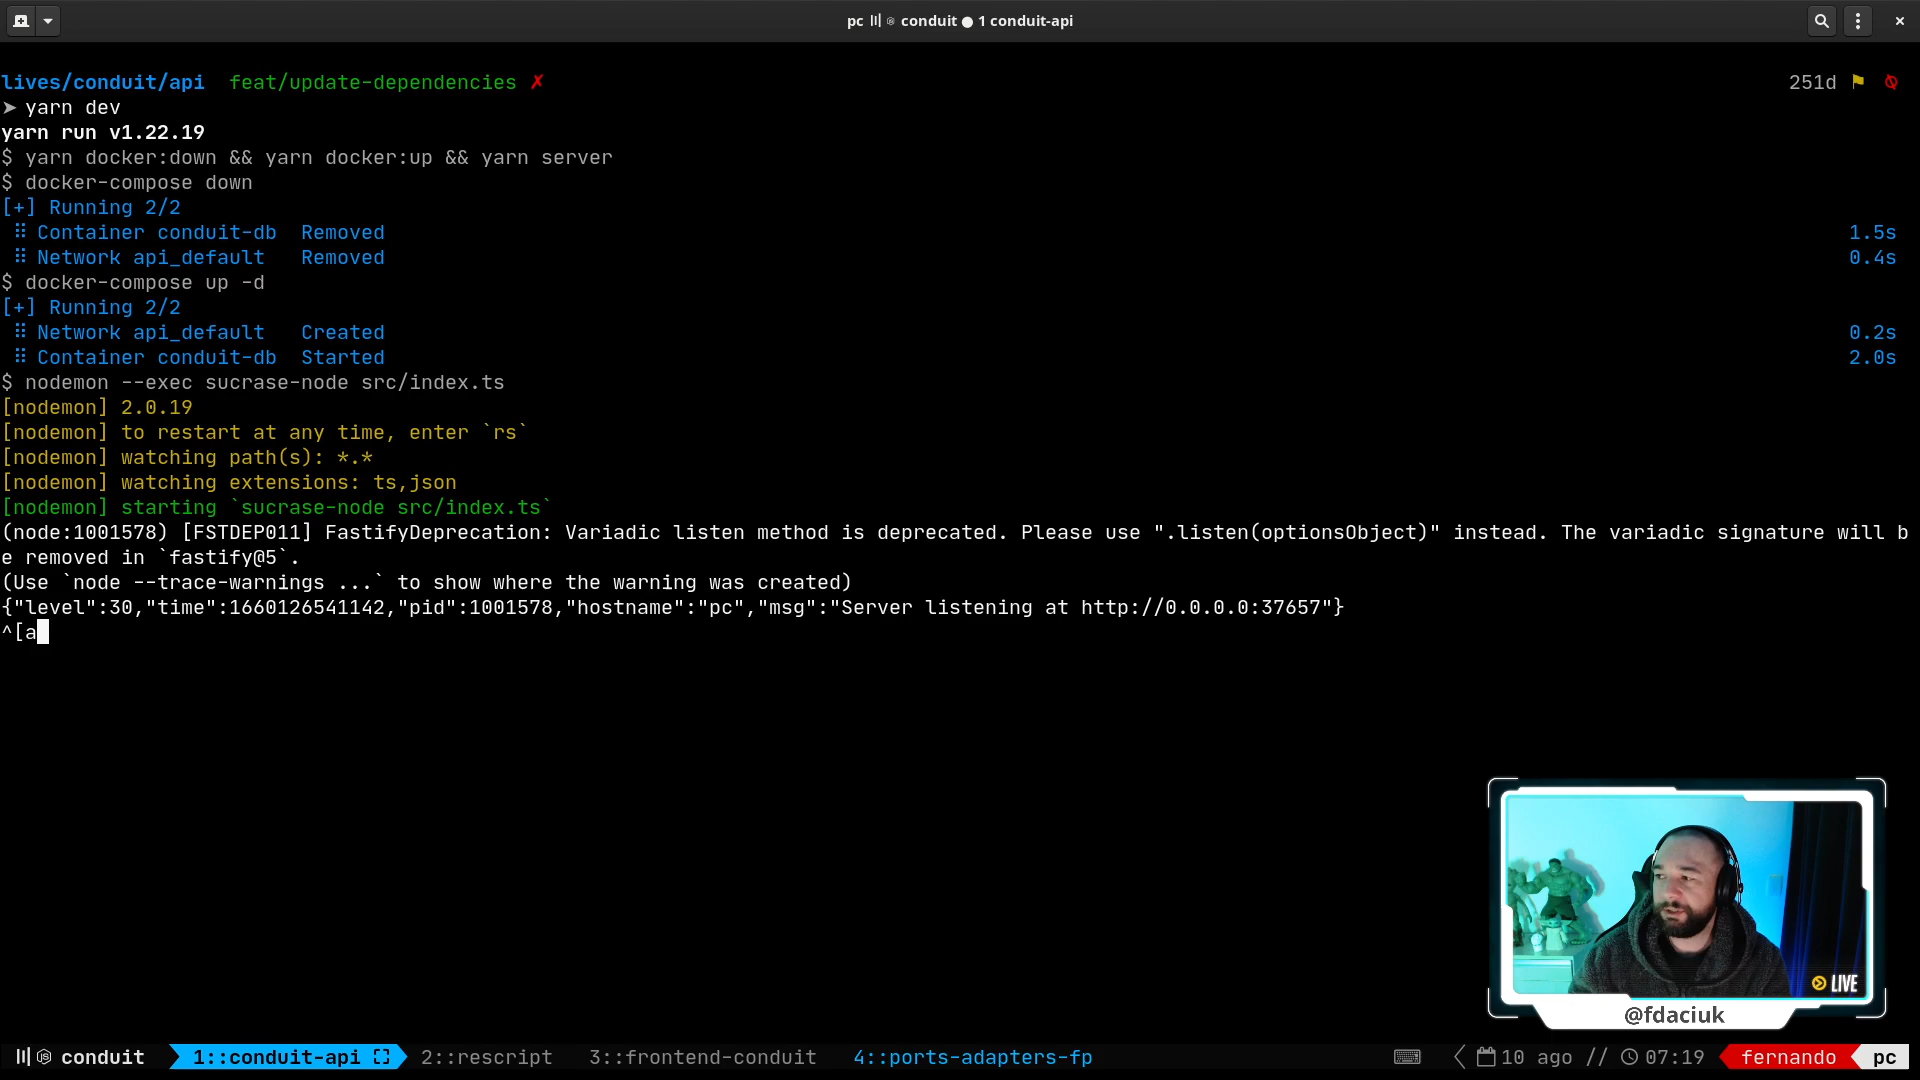 pc conduit ● 1 conduit-api
lives/conduit/api feat/update-dependencies ✗ 251d
➤ yarn dev
yarn run v1.22.19
$ yarn docker:down && yarn docker:up && yarn server
$ docker-compose down
[+] Running 2/2
⠿ Container conduit-db Removed 1.5s
⠿ Network api_default Removed 0.4s
$ docker-compose up -d
[+] Running 2/2
⠿ Network api_default Created 0.2s
⠿ Container conduit-db Started 2.0s
$ nodemon --exec sucrase-node src/index.ts
[nodemon] 2.0.19
[nodemon] to restart at any time, enter `rs`
[nodemon] watching path(s): *.*
[nodemon] watching extensions: ts,json
[nodemon] starting `sucrase-node src/index.ts`
(node:1001578) [FSTDEP011] FastifyDeprecation: Variadic listen method is deprecated. Please use ".listen(optionsObject)" instead. The variadic signature will b
e removed in `fastify@5`.
(Use `node --trace-warnings ...` to show where the warning was created)
{"level":30,"time":1660126541142,"pid":1001578,"hostname":"pc","msg":"Server listening at http://0.0.0.0:37657"}
^[a
LIVE
@fdaciuk
conduit 1::conduit-api 2::rescript 3::frontend-conduit 4::ports-adapters-fp 10 ago // 07:19 fernando pc